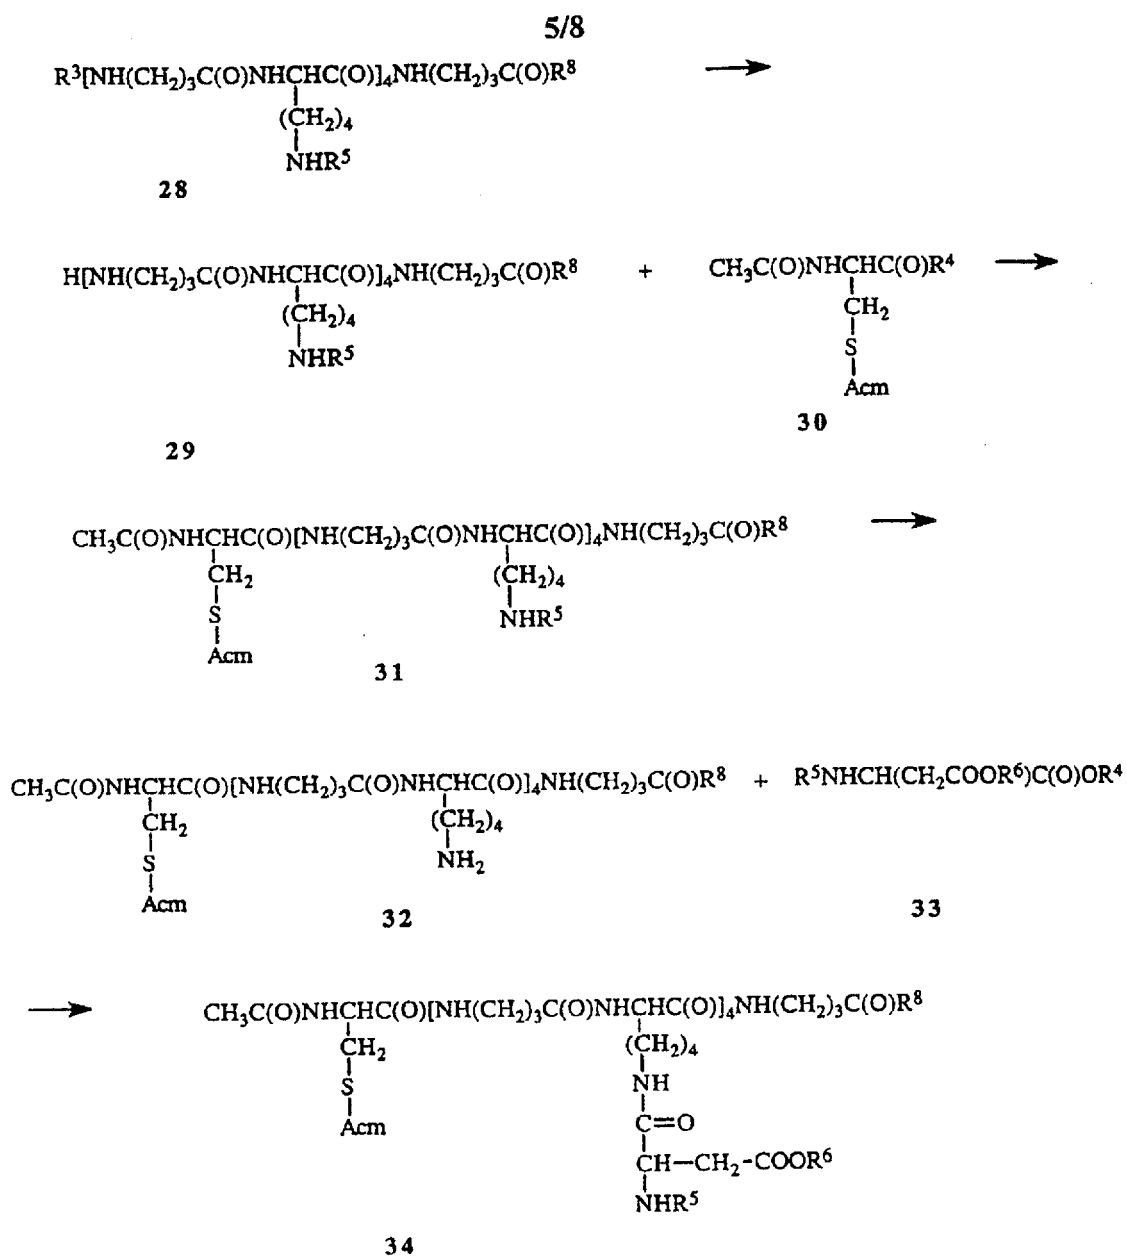 5/8
R³[NH(CH₂)₃C(O)NHCHC(O)]₄NH(CH₂)₃C(O)R⁸
(CH₂)₄
NHR⁵
28
H[NH(CH₂)₃C(O)NHCHC(O)]₄NH(CH₂)₃C(O)R⁸ + CH₃C(O)NHCHC(O)R⁴
(CH₂)₄ CH₂
NHR⁵ S
Acm
29 30
CH₃C(O)NHCHC(O)[NH(CH₂)₃C(O)NHCHC(O)]₄NH(CH₂)₃C(O)R⁸
CH₂ (CH₂)₄
S NHR⁵
Acm
31
CH₃C(O)NHCHC(O)[NH(CH₂)₃C(O)NHCHC(O)]₄NH(CH₂)₃C(O)R⁸ + R⁵NHCH(CH₂COOR⁶)C(O)OR⁴
CH₂ (CH₂)₄
S NH₂
Acm
32 33
CH₃C(O)NHCHC(O)[NH(CH₂)₃C(O)NHCHC(O)]₄NH(CH₂)₃C(O)R⁸
CH₂ (CH₂)₄
S NH
Acm C=O
CH—CH₂-COOR⁶
NHR⁵
34